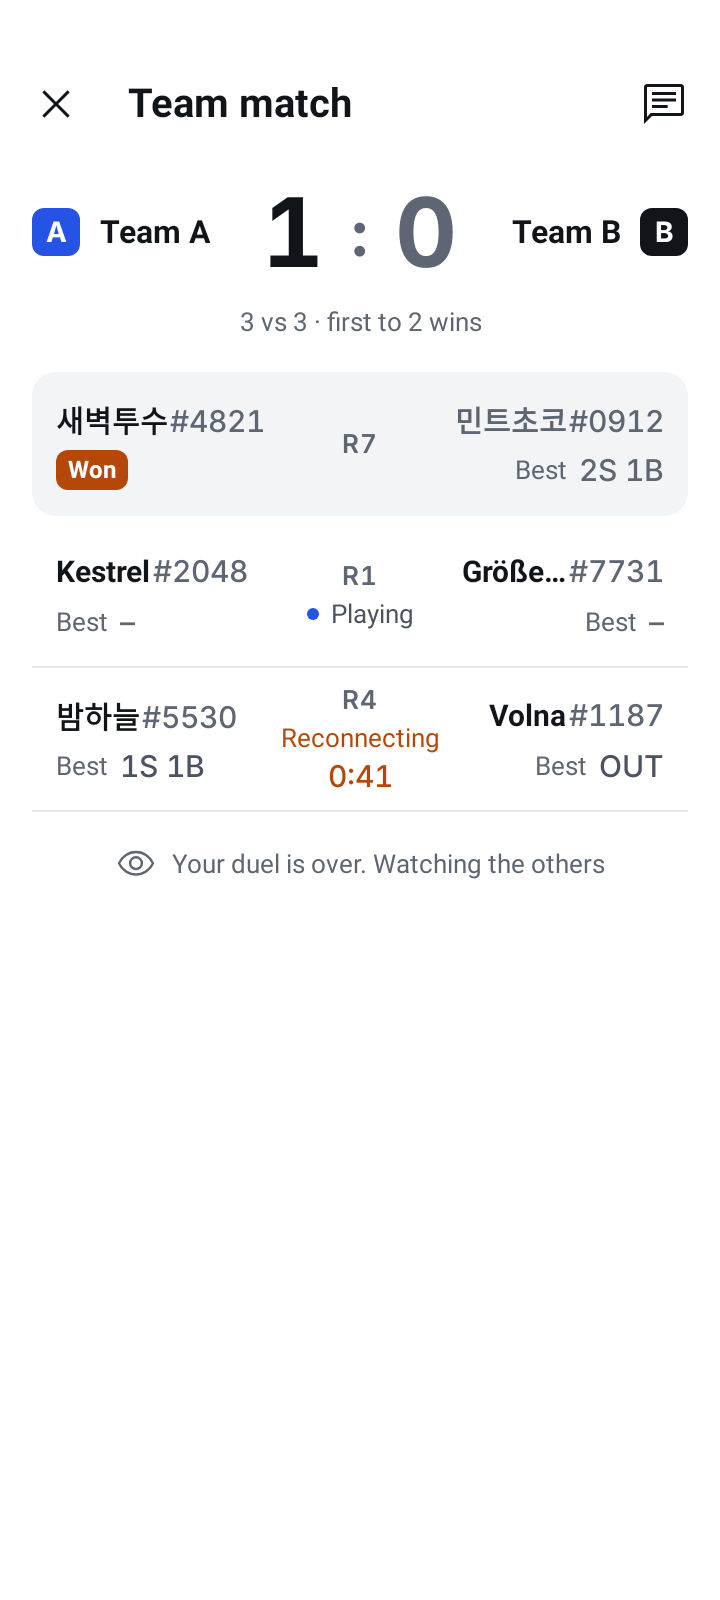 Team match
A Team A 1 : 0 Team B B
3 vs 3 · first to 2 wins
새벽투수#4821 R7 민트초코#0912
Won Best 2S 1B
Kestrel#2048 R1 Größe...#7731
Best – Playing Best –
밤하늘#5530 R4 Volna#1187
Reconnecting
Best 1S 1B 0:41 Best OUT
Your duel is over. Watching the others